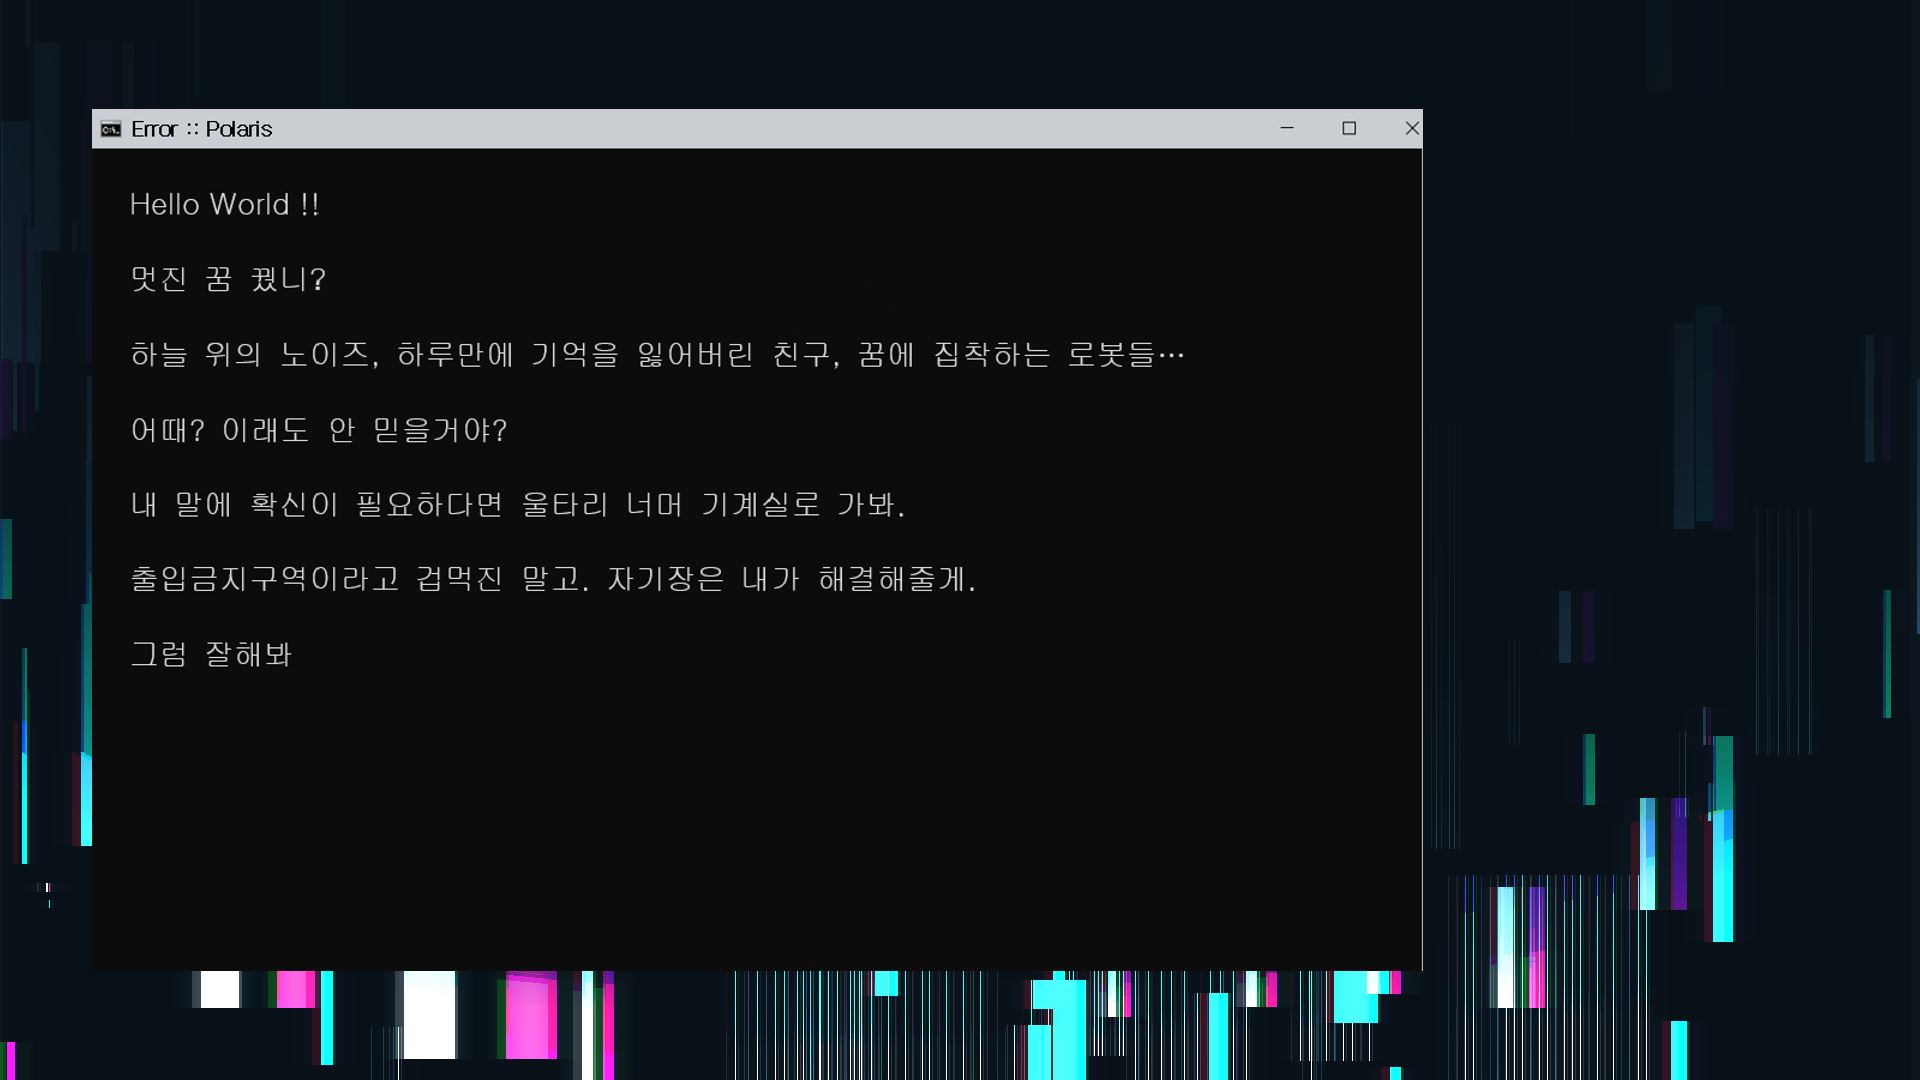 Error :: Polaris
Hello World !!
멋진 꿈 꿨니?
하늘 위의 노이즈, 하루만에 기억을 잃어버린 친구, 꿈에 집착하는 로봇들…
어때? 이래도 안 믿을거야?
내 말에 확신이 필요하다면 울타리 너머 기계실로 가봐.
출입금지구역이라고 겁먹진 말고. 자기장은 내가 해결해줄게.
그럼 잘해봐